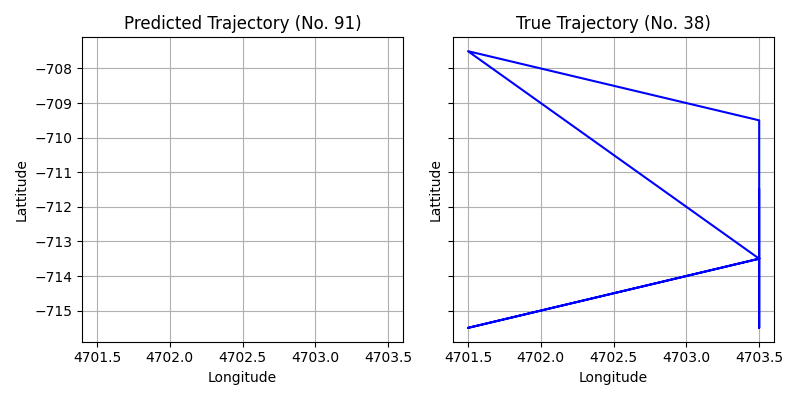 Predicted Trajectory (No. 91)
True Trajectory (No. 38)
Lattitude
−708
−709
−710
−711
−712
−713
−714
−715
4701.5 4702.0 4702.5 4703.0 4703.5
Longitude
Lattitude
4701.5 4702.0 4702.5 4703.0 4703.5
Longitude